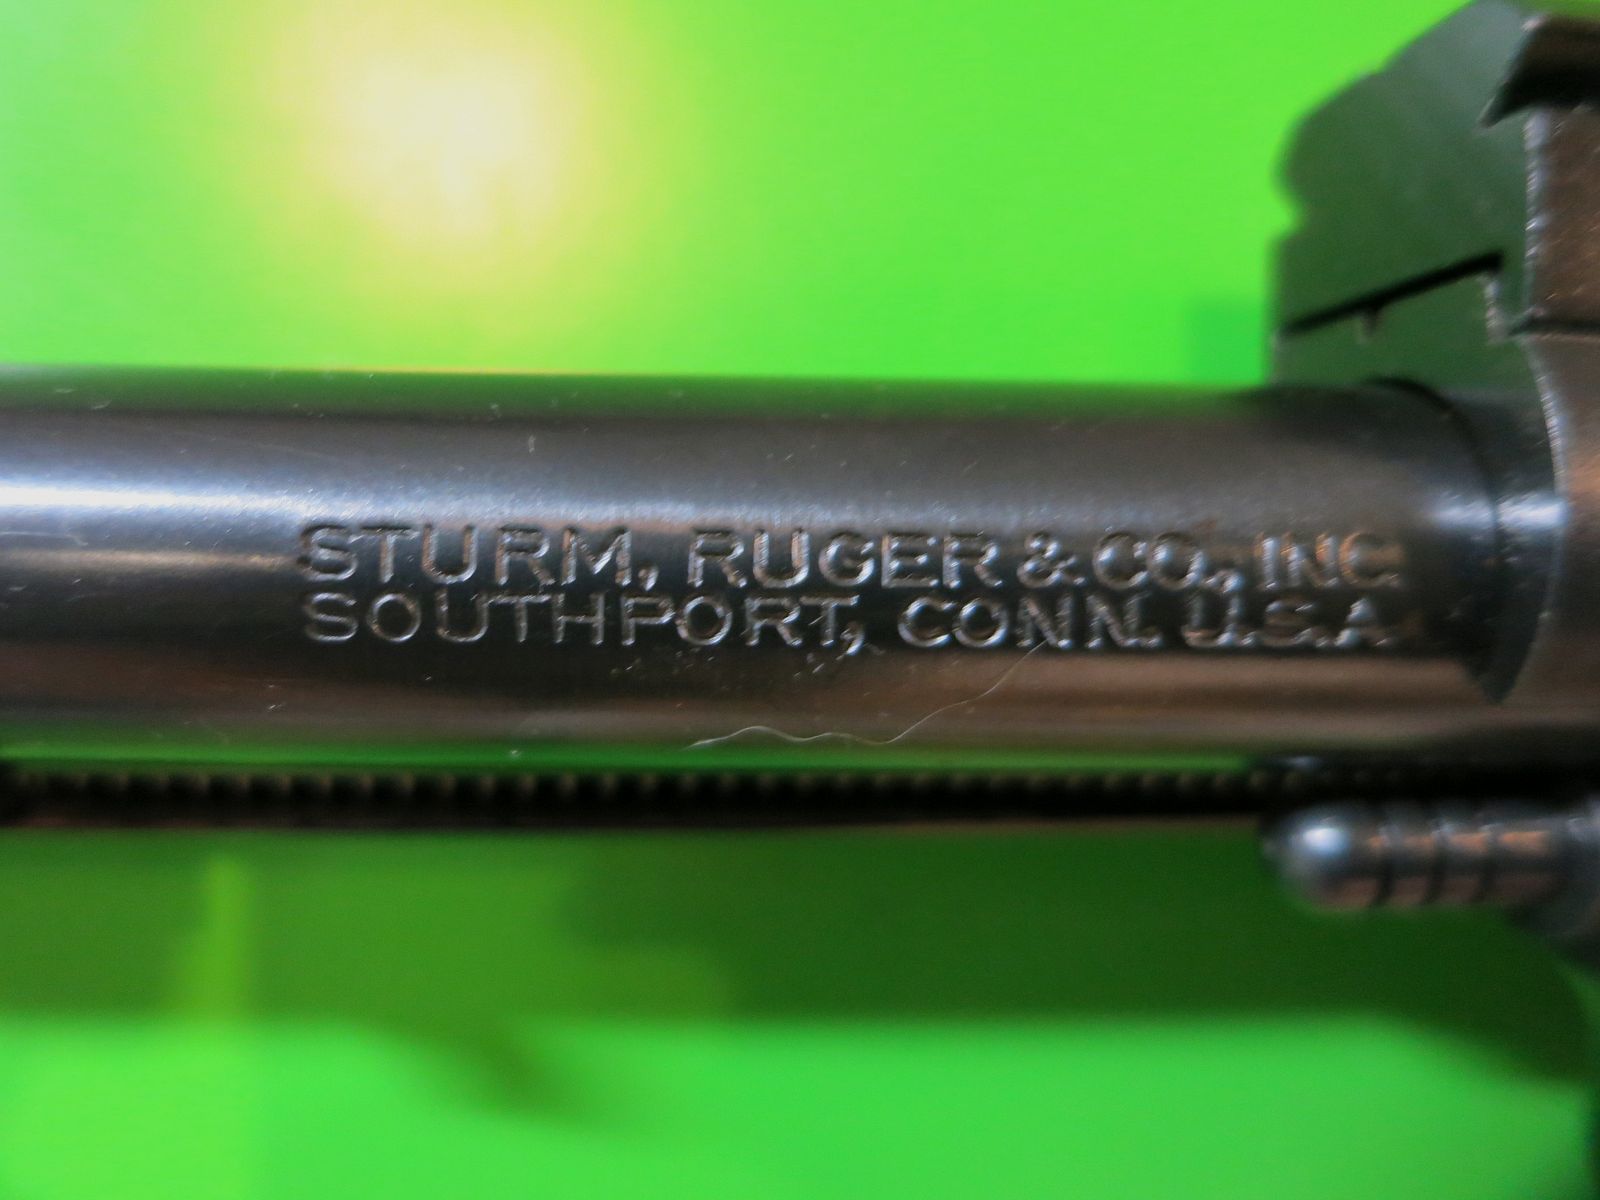 STURM, RUGER & CO., INC.
SOUTHPORT, CONN. U.S.A.